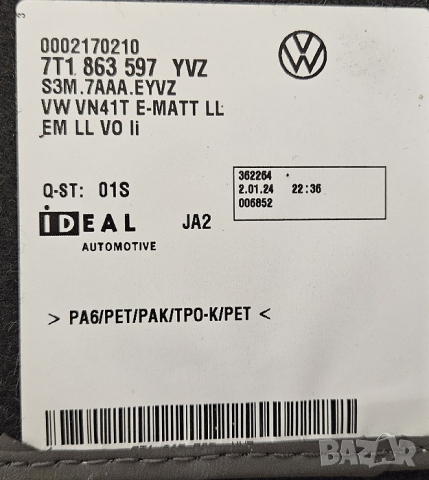 0002170210
7T1 863 597 YVZ
S3M.7AAA.EYVZ
VW VN41T E-MATT LL
EM LL VO li
Q-ST: 01S
362264
2.01.24 22:36
006852
iDEAL JA2
AUTOMOTIVE
> PA6/PET/PAK/TPO-K/PET <
BAZAR